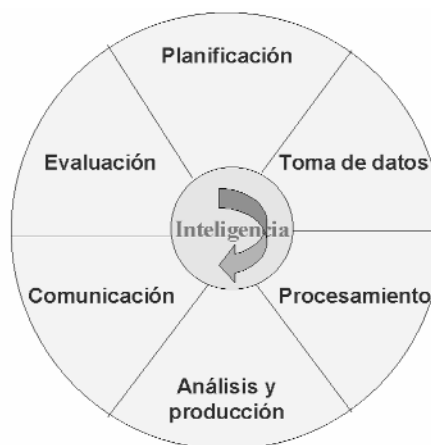 Planificación
Evaluación
Toma de datos
Inteligencia
Comunicación
Procesamiento
Análisis y
producción